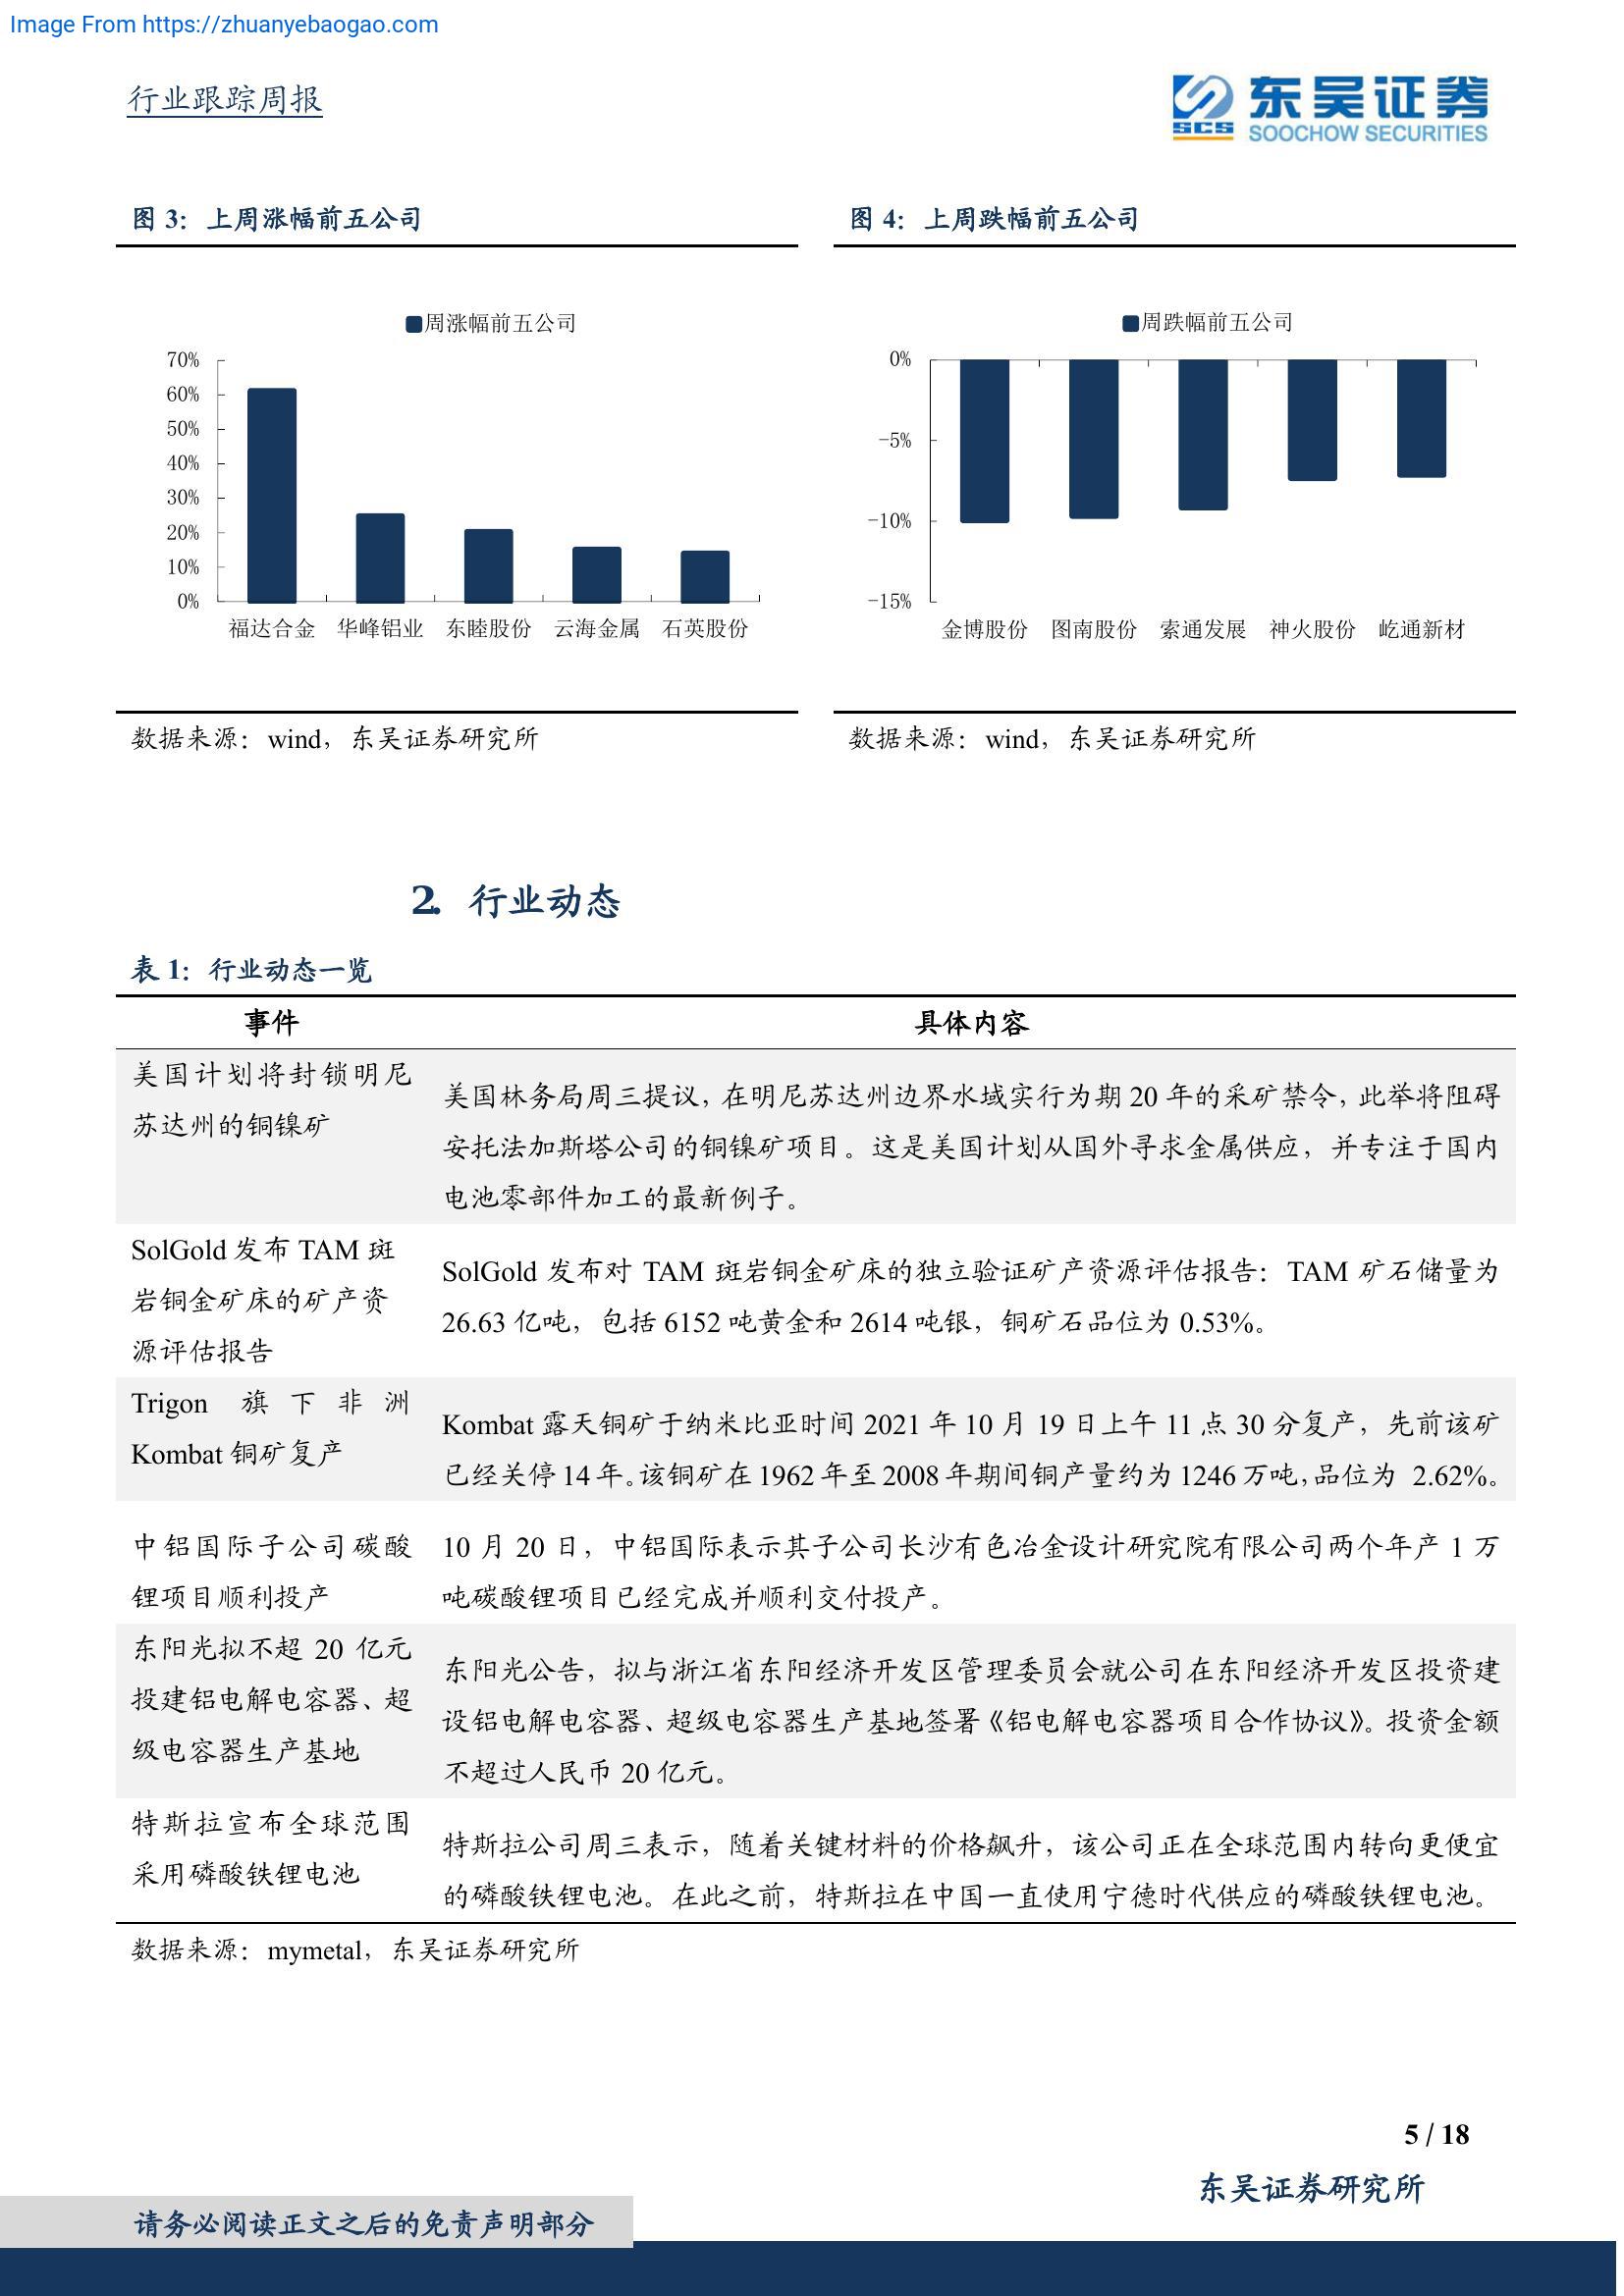 Image From https://zhuanyebaogao.com
行业跟踪周报
东吴证券
SCS
SOOCHOW SECURITIES
图 3：上周涨幅前五公司
周涨幅前五公司
70%
60%
50%
40%
30%
20%
10%
0%
福达合金 华峰铝业 东睦股份 云海金属 石英股份
数据来源：wind，东吴证券研究所
图 4：上周跌幅前五公司
周跌幅前五公司
0%
-5%
-10%
-15%
金博股份 图南股份 索通发展 神火股份 屹通新材
数据来源：wind，东吴证券研究所
2. 行业动态
表 1：行业动态一览
事件 具体内容
美国计划将封锁明尼
苏达州的铜镍矿
美国林务局周三提议，在明尼苏达州边界水域实行为期 20 年的采矿禁令，此举将阻碍
安托法加斯塔公司的铜镍矿项目。这是美国计划从国外寻求金属供应，并专注于国内
电池零部件加工的最新例子。
SolGold 发布 TAM 斑
岩铜金矿床的矿产资
源评估报告
SolGold 发布对 TAM 斑岩铜金矿床的独立验证矿产资源评估报告：TAM 矿石储量为
26.63 亿吨，包括 6152 吨黄金和 2614 吨银，铜矿石品位为 0.53%。
Trigon 旗下非洲
Kombat 铜矿复产
Kombat 露天铜矿于纳米比亚时间 2021 年 10 月 19 日上午 11 点 30 分复产，先前该矿
已经关停 14 年。该铜矿在 1962 年至 2008 年期间铜产量约为 1246 万吨，品位为 2.62%。
中铝国际子公司碳酸
锂项目顺利投产
10 月 20 日，中铝国际表示其子公司长沙有色冶金设计研究院有限公司两个年产 1 万
吨碳酸锂项目已经完成并顺利交付投产。
东阳光拟不超 20 亿元
投建铝电解电容器、超
级电容器生产基地
东阳光公告，拟与浙江省东阳经济开发区管理委员会就公司在东阳经济开发区投资建
设铝电解电容器、超级电容器生产基地签署《铝电解电容器项目合作协议》。投资金额
不超过人民币 20 亿元。
特斯拉宣布全球范围
采用磷酸铁锂电池
特斯拉公司周三表示，随着关键材料的价格飙升，该公司正在全球范围内转向更便宜
的磷酸铁锂电池。在此之前，特斯拉在中国一直使用宁德时代供应的磷酸铁锂电池。
数据来源：mymetal，东吴证券研究所
5 / 18
东吴证券研究所
请务必阅读正文之后的免责声明部分